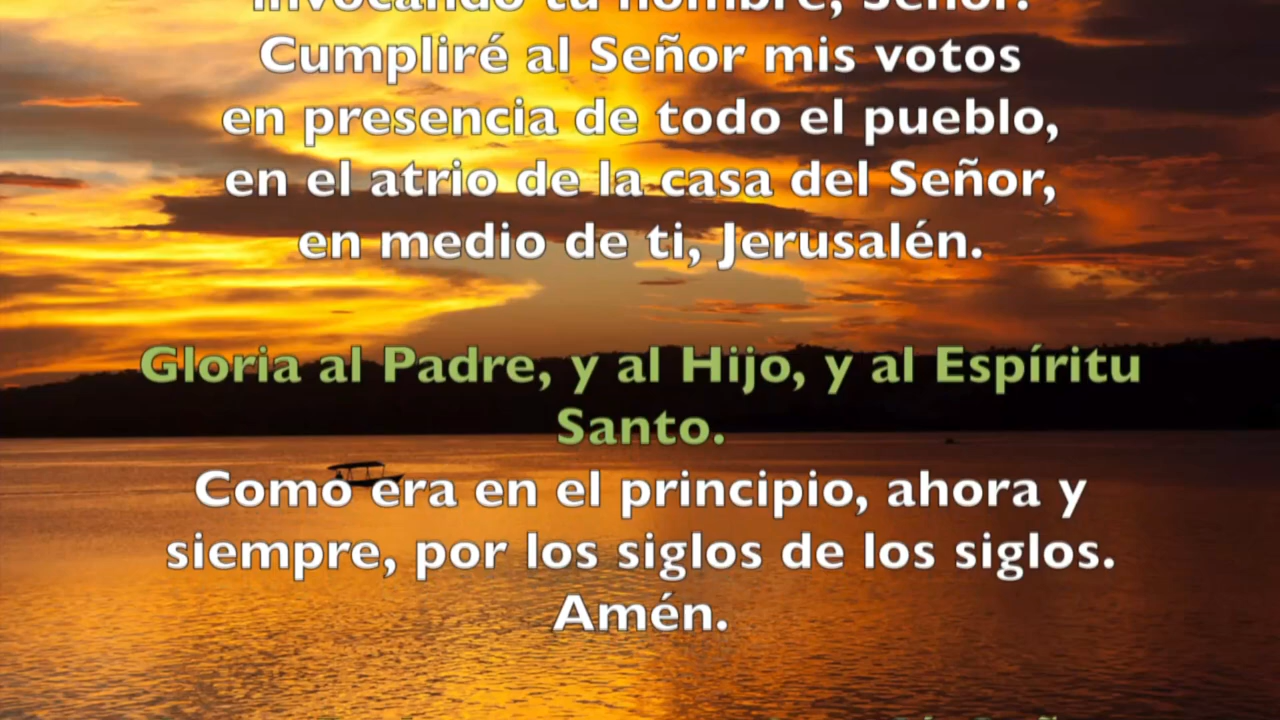 invocando tu nombre, Señor.
Cumpliré al Señor mis votos
en presencia de todo el pueblo,
en el atrio de la casa del Señor,
en medio de ti, Jerusalén.
Gloria al Padre, y al Hijo, y al Espíritu
Santo.
Como era en el principio, ahora y
siempre, por los siglos de los siglos.
Amén.